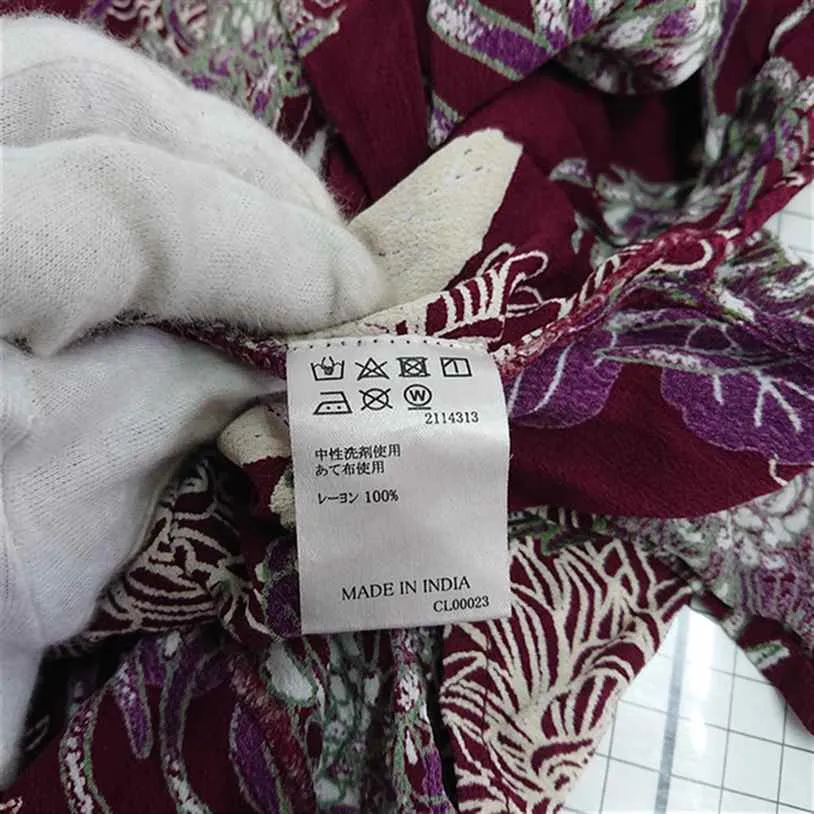 W
2114313
中性洗剤使用
あて布使用
レーヨン 100%
MADE IN INDIA
CL00023